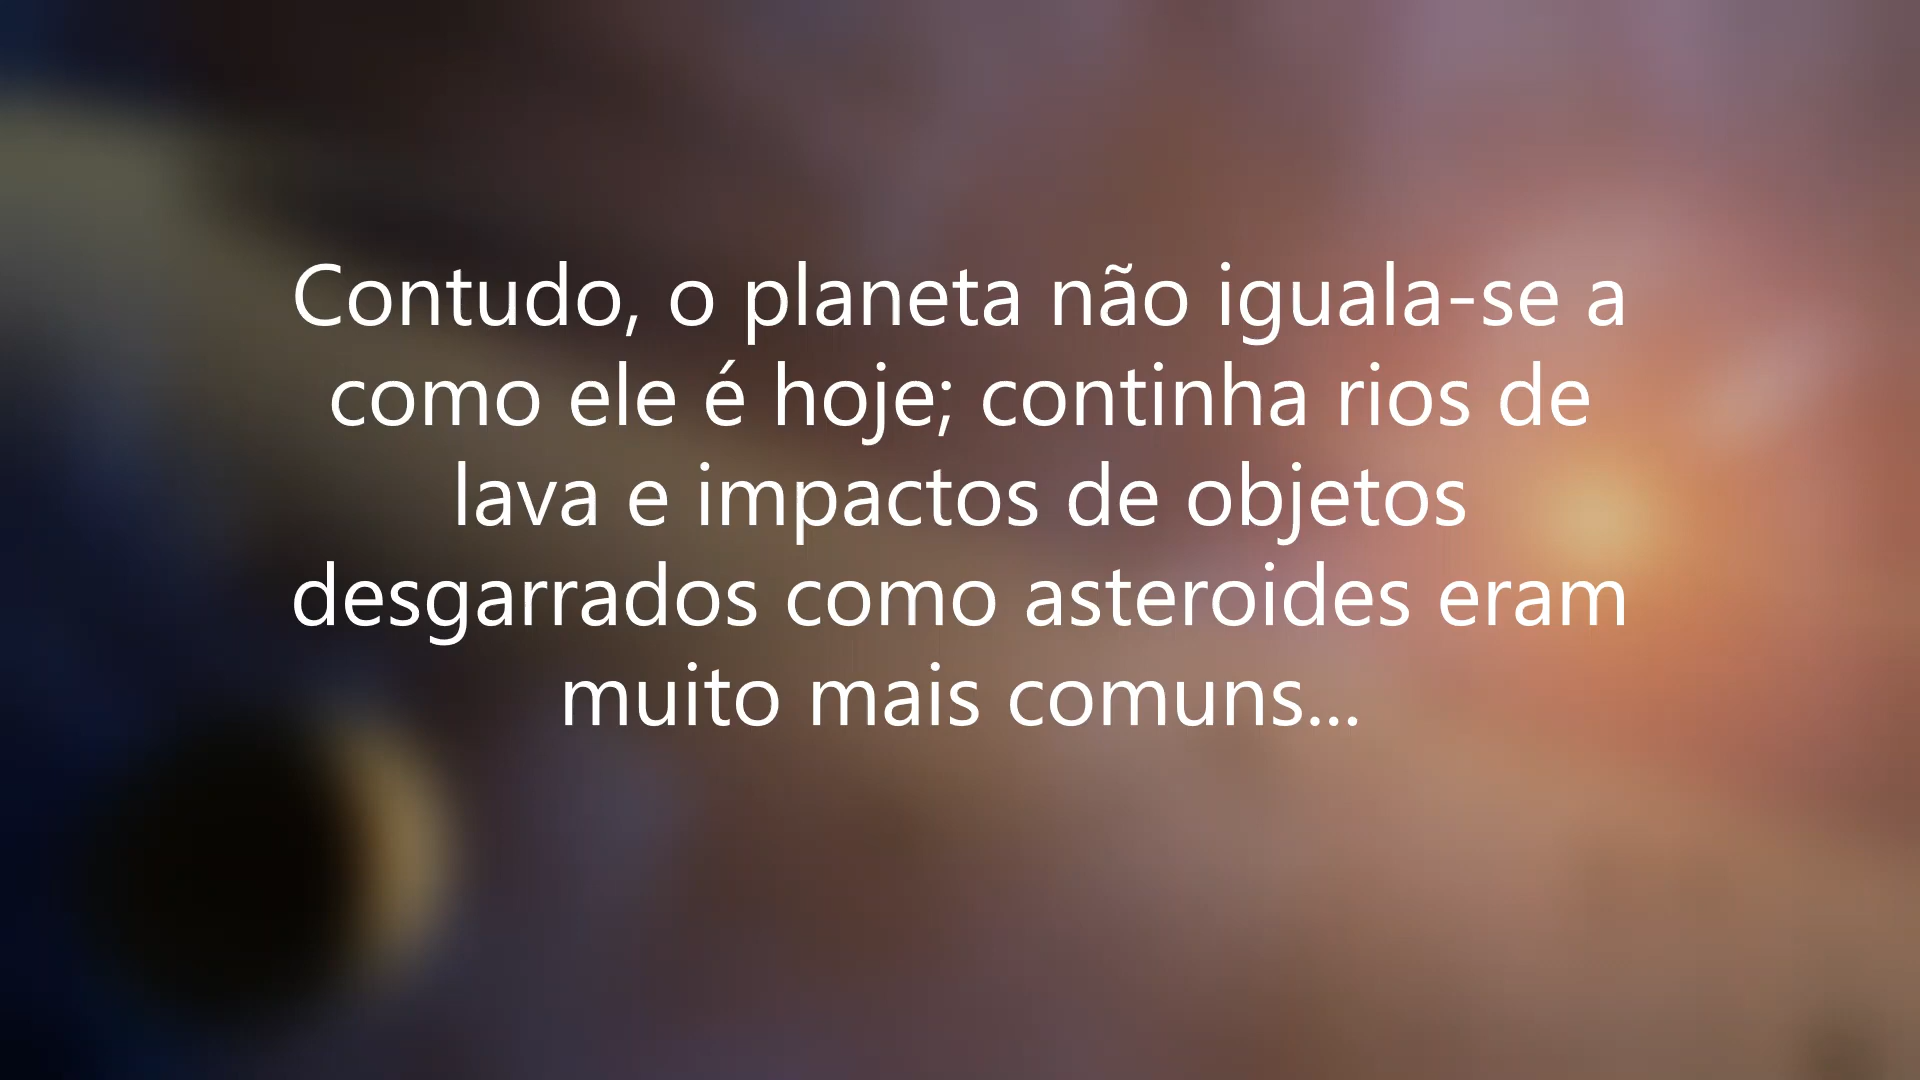 Contudo, o planeta não iguala-se a
como ele é hoje; continha rios de
lava e impactos de objetos
desgarrados como asteroides eram
muito mais comuns...